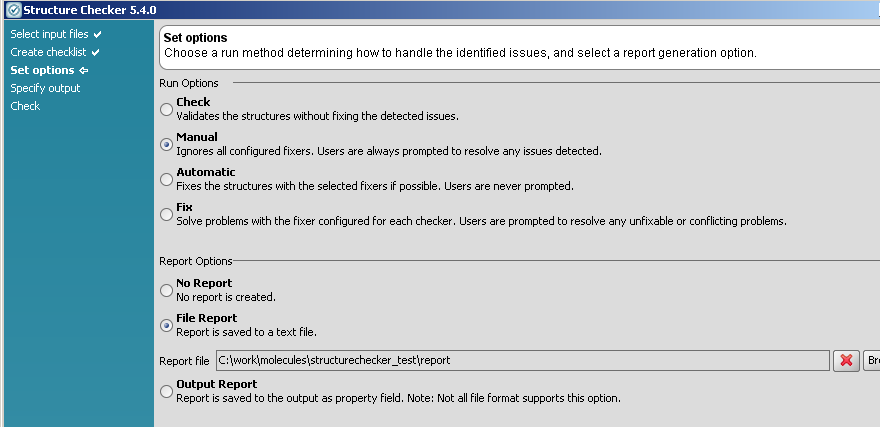 Structure Checker 5.4.0
Select input files
Create checklist
Set options
Specify output
Check
Set options
Choose a run method determining how to handle the identified issues, and select a report generation option.
Run Options
Check
Validates the structures without fixing the detected issues.
Manual
Ignores all configured fixers. Users are always prompted to resolve any issues detected.
Automatic
Fixes the structures with the selected fixers if possible. Users are never prompted.
Fix
Solve problems with the fixer configured for each checker. Users are prompted to resolve any unfixable or conflicting problems.
Report Options
No Report
No report is created.
File Report
Report is saved to a text file.
Report file C:\work\molecules\structurechecker_test\report
Output Report
Report is saved to the output as property field. Note: Not all file format supports this option.